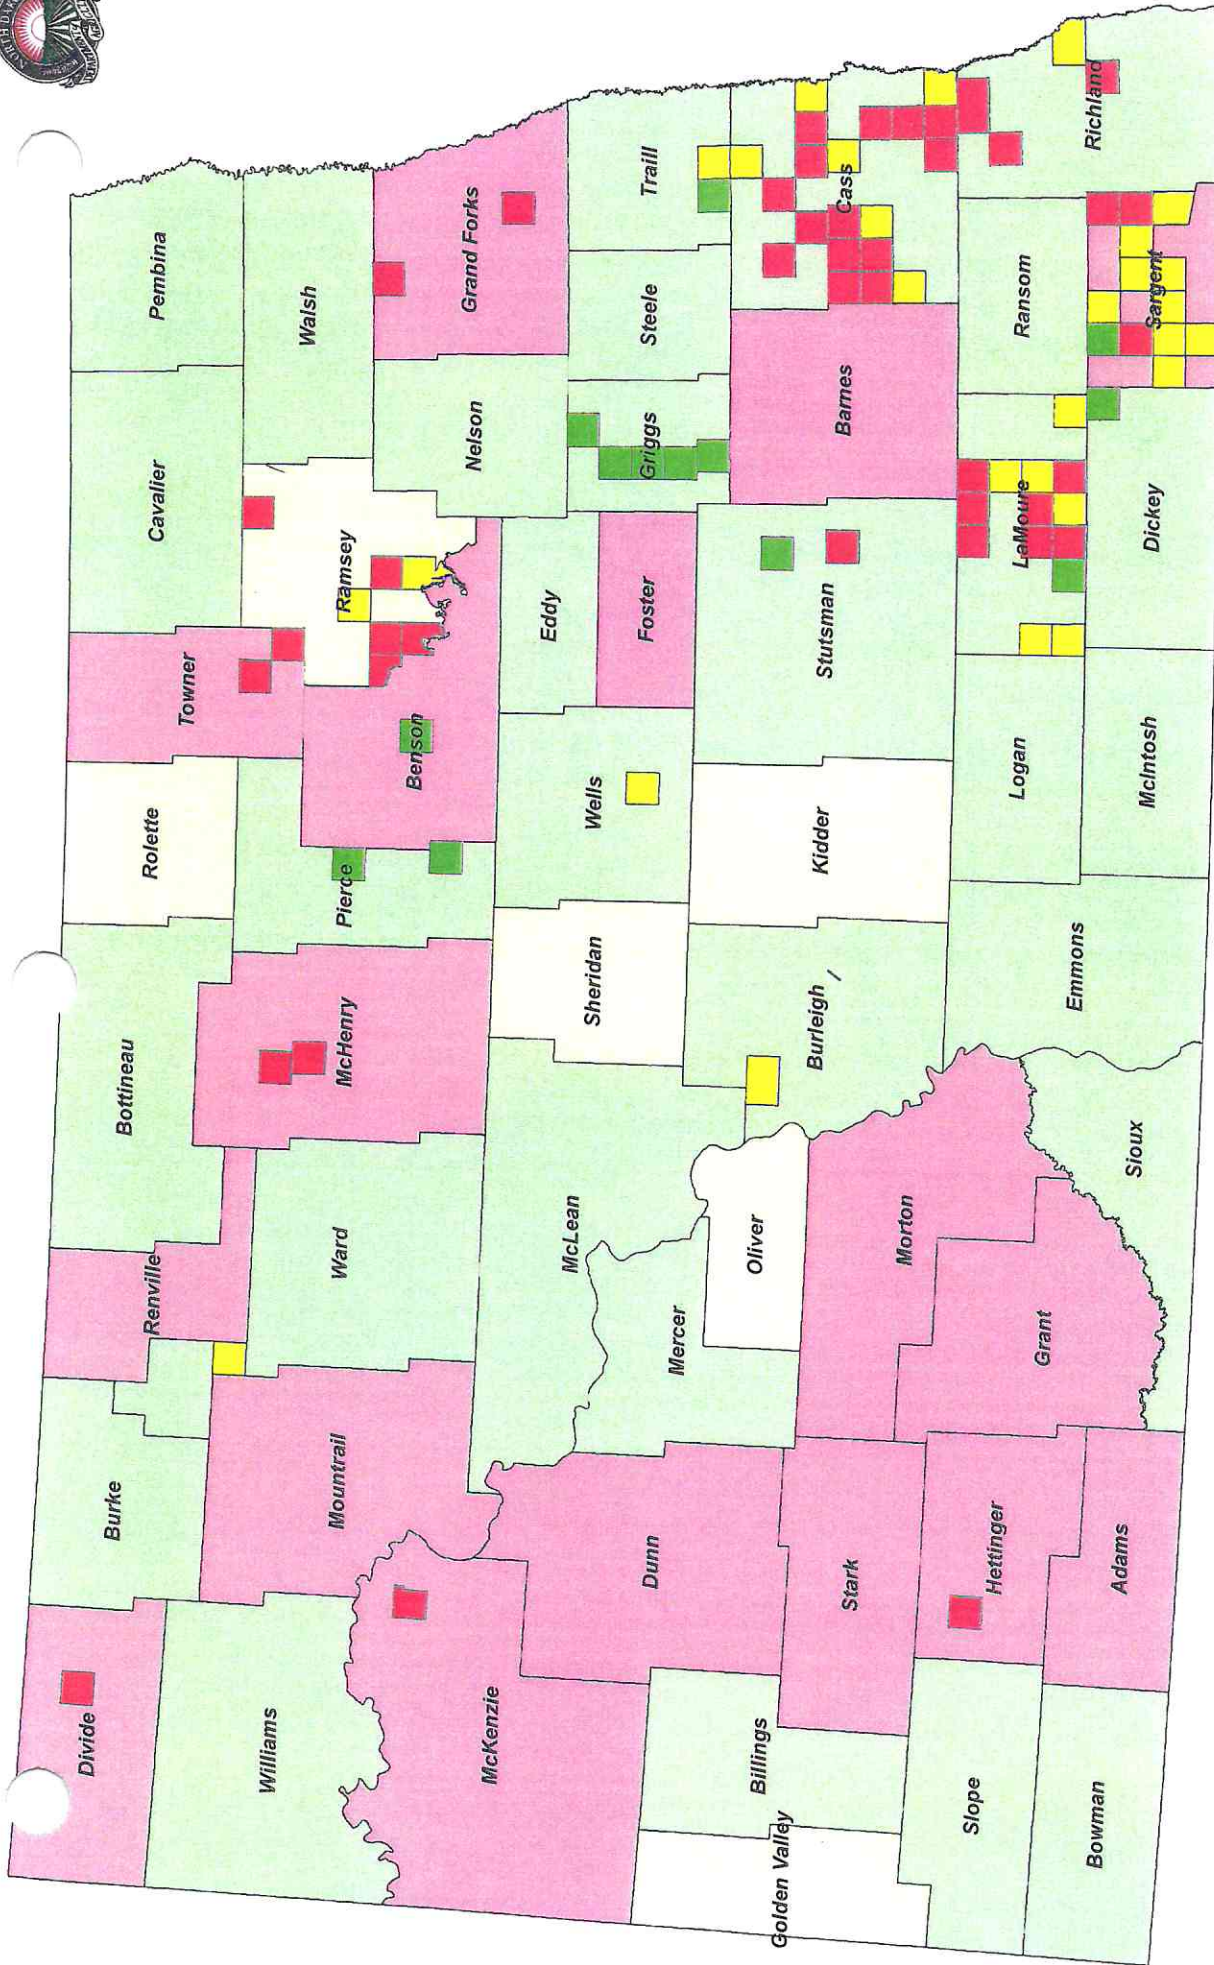 NORTH
Divide
Burke
Renville
Bottineau
Rolette
Towner
Cavalier
Pembina
Williams
Mountrail
Ward
McHenry
Pierce
Benson
Ramsey
Walsh
McKenzie
Nelson
Grand Forks
Dunn
McLean
Sheridan
Wells
Eddy
Foster
Griggs
Steele
Traill
Golden Valley
Billings
Stark
Mercer
Oliver
Burleigh
Kidder
Stutsman
Barnes
Cass
Slope
Hettinger
Morton
Grant
Emmons
Logan
LaMoure
Ransom
Richland
Bowman
Adams
Sioux
McIntosh
Dickey
Sargent